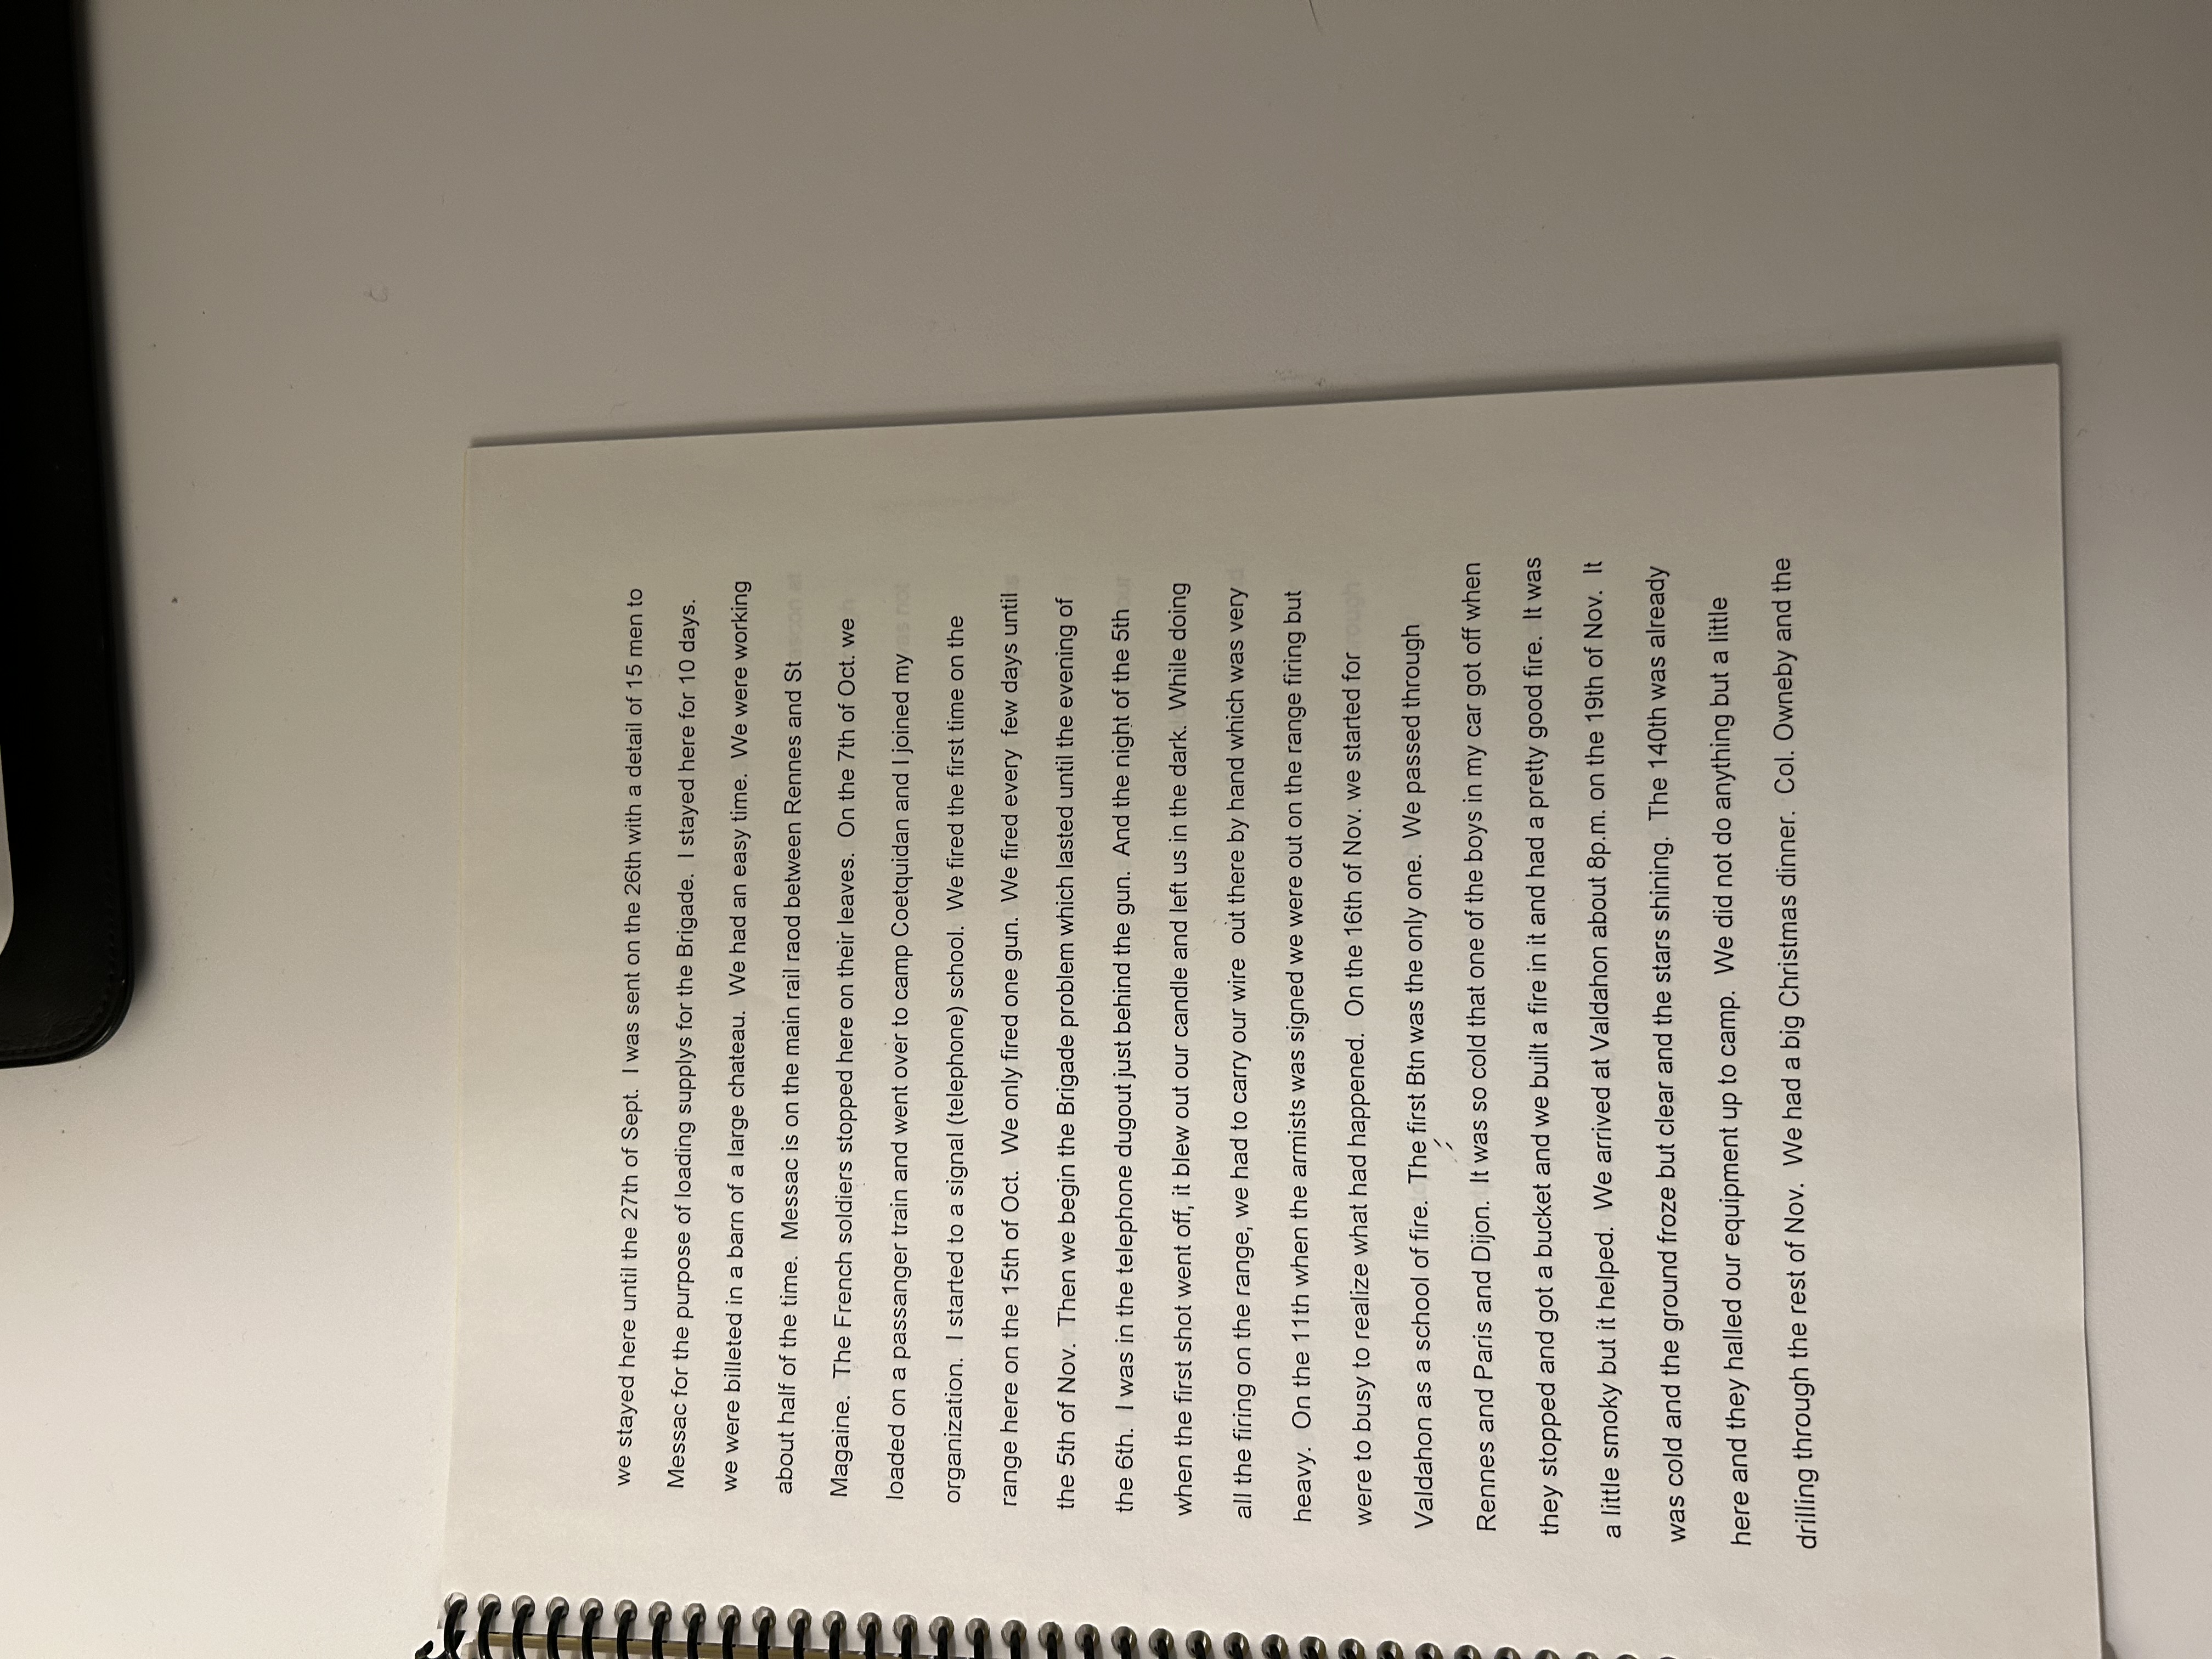 we stayed here until the 27th of Sept. I was sent on the 26th with a detail of 15 men to
Messac for the purpose of loading supplys for the Brigade. I stayed here for 10 days.
we were billeted in a barn of a large chateau. We had an easy time. We were working
about half of the time. Messac is on the main rail raod between Rennes and St
Magaine. The French soldiers stopped here on their leaves. On the 7th of Oct. we
loaded on a passanger train and went over to camp Coetquidan and I joined my
organization. I started to a signal (telephone) school. We fired the first time on the
range here on the 15th of Oct. We only fired one gun. We fired every few days until
the 5th of Nov. Then we begin the Brigade problem which lasted until the evening of
the 6th. I was in the telephone dugout just behind the gun. And the night of the 5th
when the first shot went off, it blew out our candle and left us in the dark. While doing
all the firing on the range, we had to carry our wire out there by hand which was very
heavy. On the 11th when the armists was signed we were out on the range firing but
were to busy to realize what had happened. On the 16th of Nov. we started for
Valdahon as a school of fire. The first Btn was the only one. We passed through
Rennes and Paris and Dijon. It was so cold that one of the boys in my car got off when
they stopped and got a bucket and we built a fire in it and had a pretty good fire. It was
a little smoky but it helped. We arrived at Valdahon about 8p.m. on the 19th of Nov. It
was cold and the ground froze but clear and the stars shining. The 140th was already
here and they halled our equipment up to camp. We did not do anything but a little
drilling through the rest of Nov. We had a big Christmas dinner. Col. Owneby and the